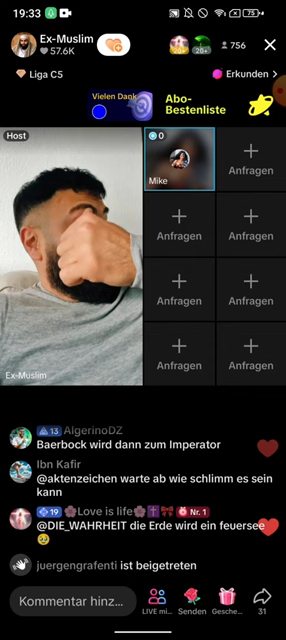 19:33
75
Ex-Muslim
57.6K
20+
28+
756
Liga C5
Erkunden
Vielen Dank
Abo-
Bestenliste
Host
0
Mike
Anfragen
Anfragen
Anfragen
Anfragen
Anfragen
Anfragen
Anfragen
Ex-Muslim
13 AlgerinoDZ
Baerbock wird dann zum Imperator
Ibn Kafir
@aktenzeichen warte ab wie schlimm es sein
kann
19 🌸Love is life🌸✝️🎀 Nr. 1
@DIE_WAHRHEIT die Erde wird ein feuersee
🥹
juergengrafenti ist beigetreten
Kommentar hinz...
LIVE mi...
Senden
Gesche...
31